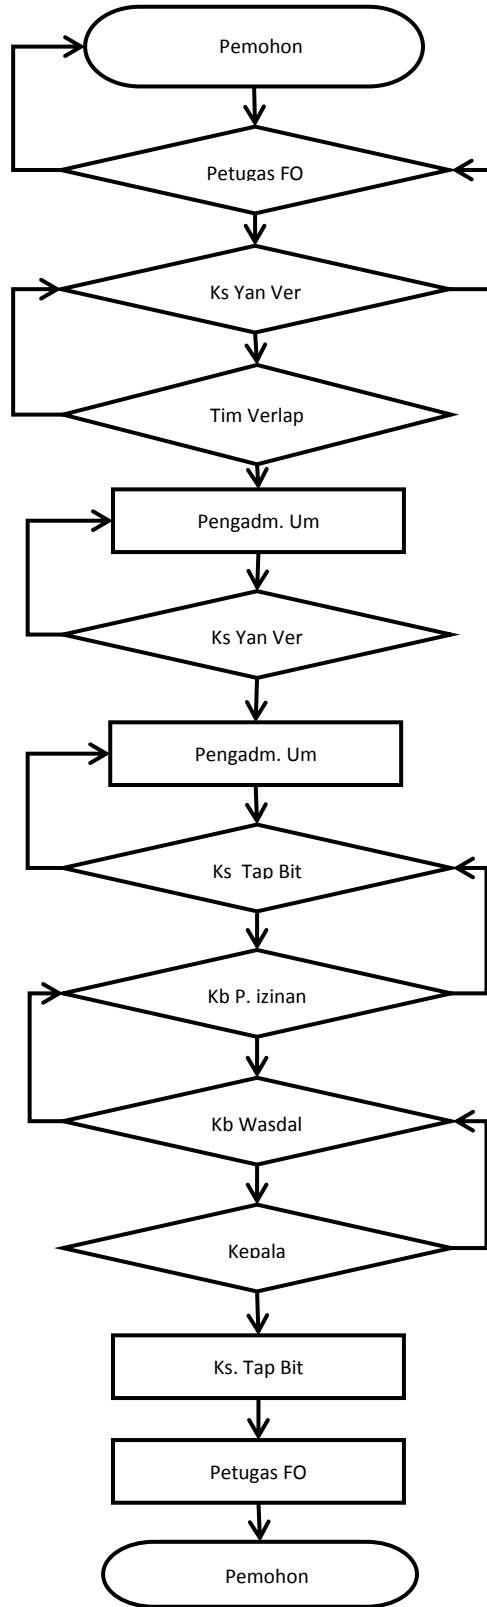 Pemohon
Petugas FO
Ks Yan Ver
Tim Verlap
Pengadm. Um
Ks Yan Ver
Pengadm. Um
Ks Tap Bit
Kb P. izinan
Kb Wasdal
Kepala
Ks. Tap Bit
Petugas FO
Pemohon